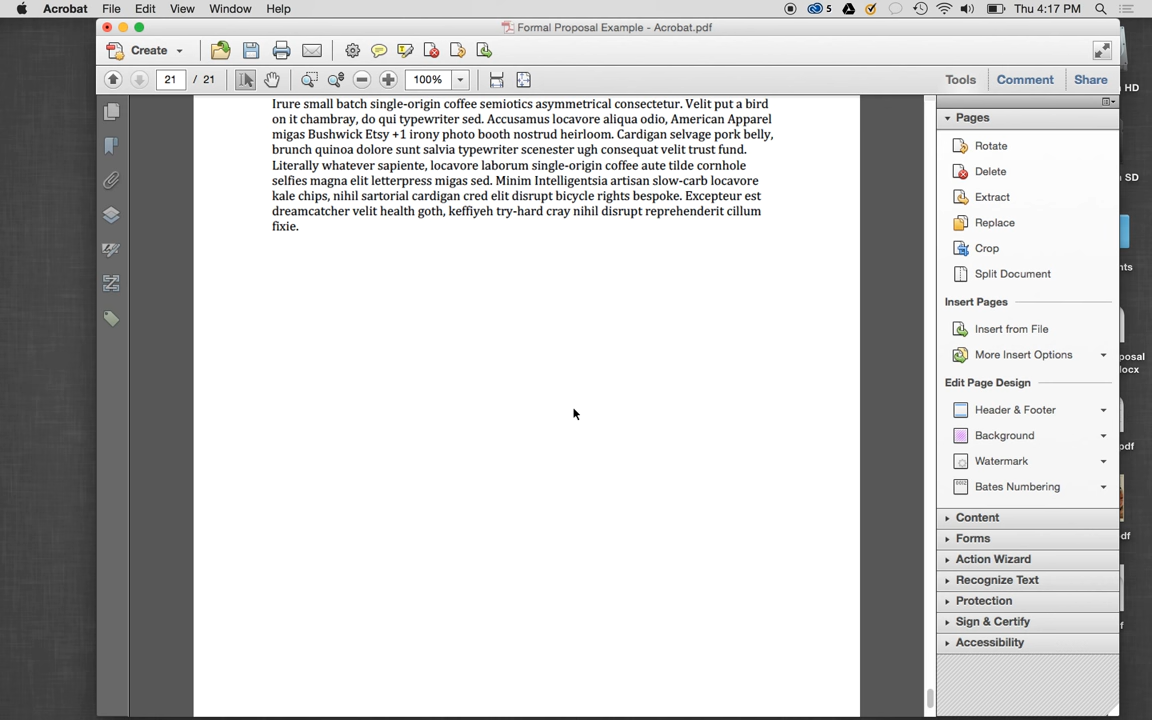 Acrobat File Edit View Window Help 5 Thu 4:17 PM
Formal Proposal Example - Acrobat.pdf
Create
21 / 21 100% Tools Comment Share
Irure small batch single-origin coffee semiotics asymmetrical consectetur. Velit put a bird
on it chambray, do qui typewriter sed. Accusamus locavore aliqua odio, American Apparel
migas Bushwick Etsy +1 irony photo booth nostrud heirloom. Cardigan selvage pork belly,
brunch quinoa dolore sunt salvia typewriter scenester ugh consequat velit trust fund.
Literally whatever sapiente, locavore laborum single-origin coffee aute tilde cornhole
selfies magna elit letterpress migas sed. Minim Intelligentsia artisan slow-carb locavore
kale chips, nihil sartorial cardigan cred elit disrupt bicycle rights bespoke. Excepteur est
dreamcatcher velit health goth, keffiyeh try-hard cray nihil disrupt reprehenderit cillum
fixie.
Pages
Rotate
Delete
Extract
Replace
Crop
Split Document
Insert Pages
Insert from File
More Insert Options
Edit Page Design
Header & Footer
Background
Watermark
Bates Numbering
Content
Forms
Action Wizard
Recognize Text
Protection
Sign & Certify
Accessibility
HD
SD
nts
posal
ocx
pdf
df
f